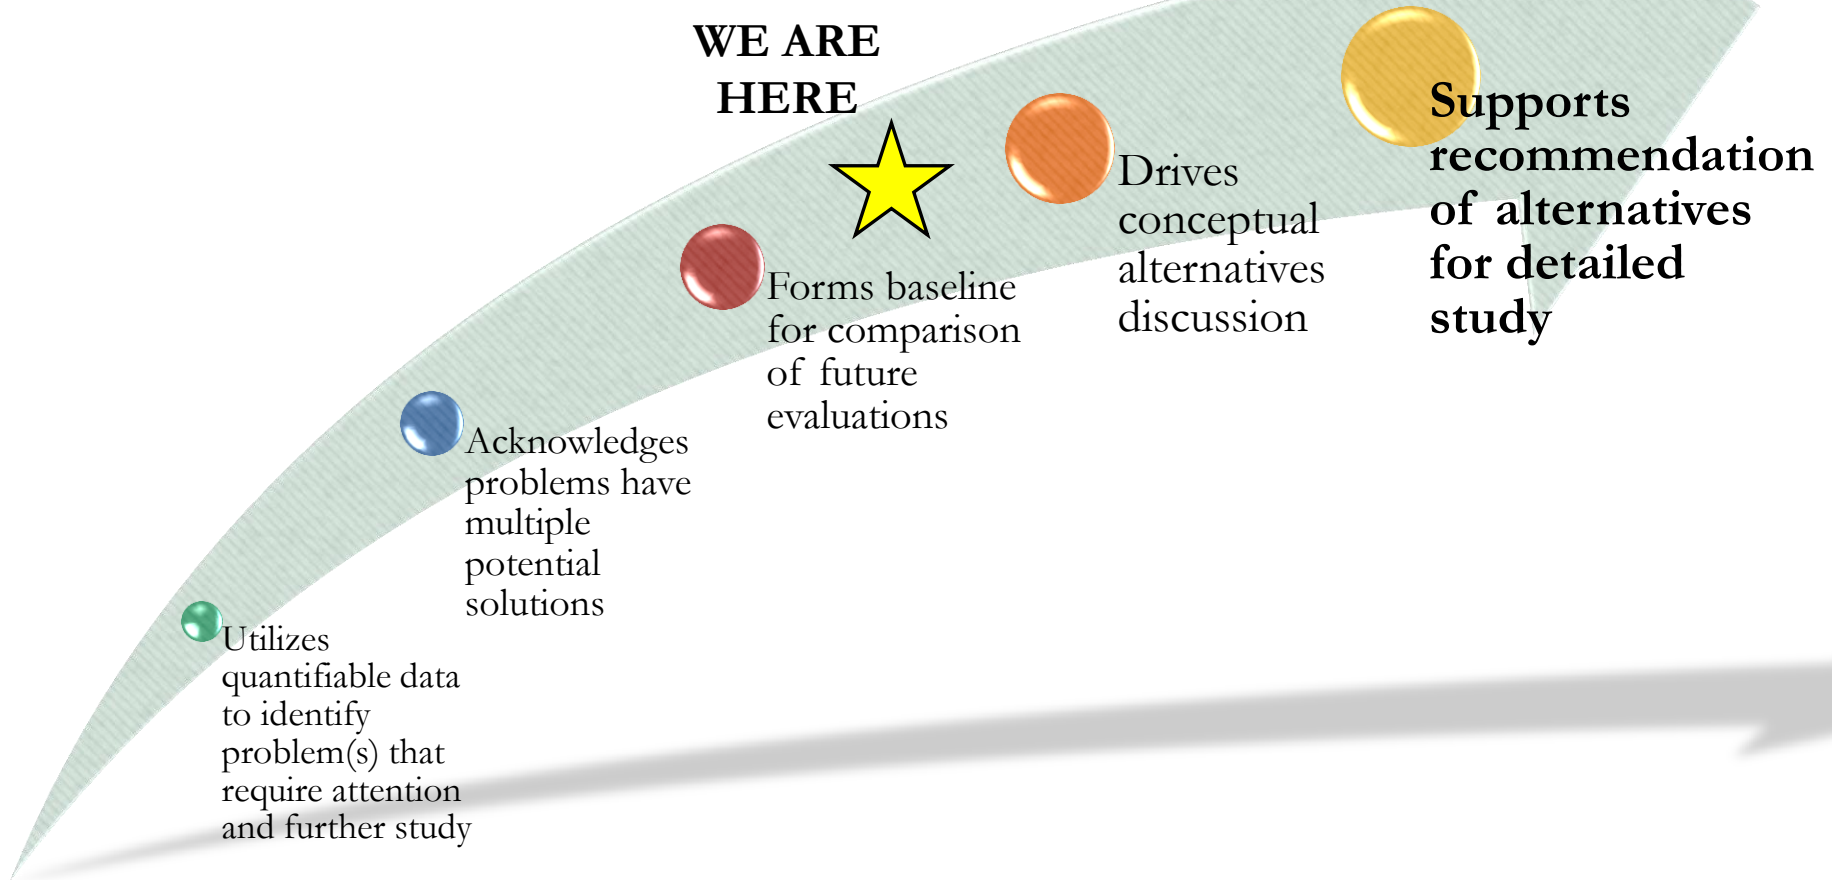 WE ARE
HERE
Supports
recommendation
of alternatives
for detailed
study
Drives
conceptual
alternatives
discussion
Forms baseline
for comparison
of future
evaluations
Acknowledges
problems have
multiple
potential
solutions
Utilizes
quantifiable data
to identify
problem(s) that
require attention
and further study